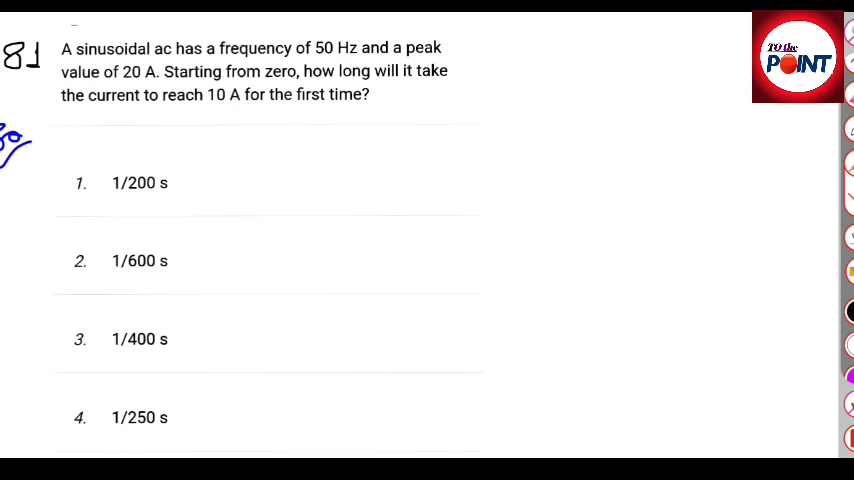 81
A sinusoidal ac has a frequency of 50 Hz and a peak
value of 20 A. Starting from zero, how long will it take
the current to reach 10 A for the first time?
1. 1/200 s
2. 1/600 s
3. 1/400 s
4. 1/250 s
TO the
POINT